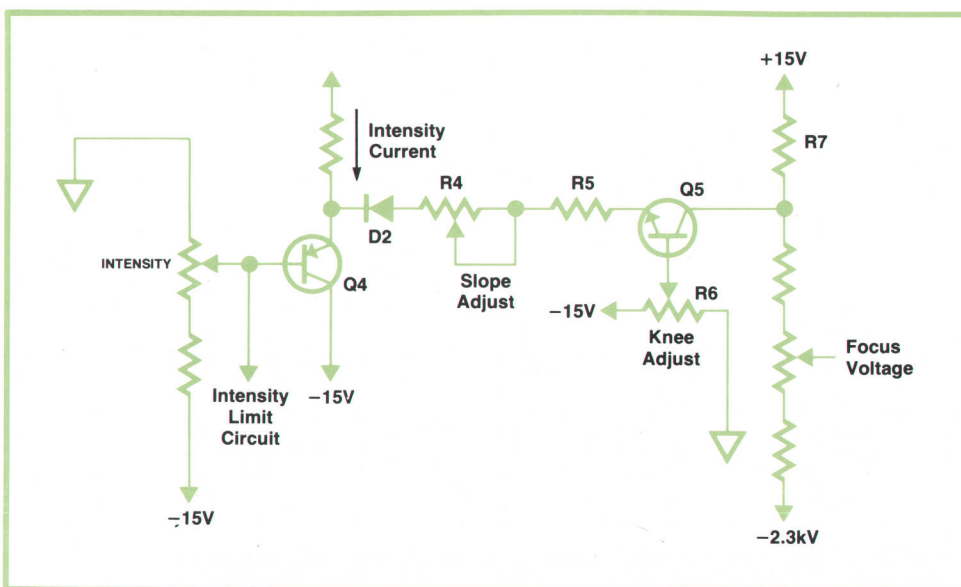 +15V
R7
Intensity
Current
R4
R5
Q5
D2
INTENSITY
Q4
Slope
Adjust
−15V
R6
Knee
Adjust
Focus
Voltage
Intensity
Limit
Circuit
−15V
−15V
−2.3kV